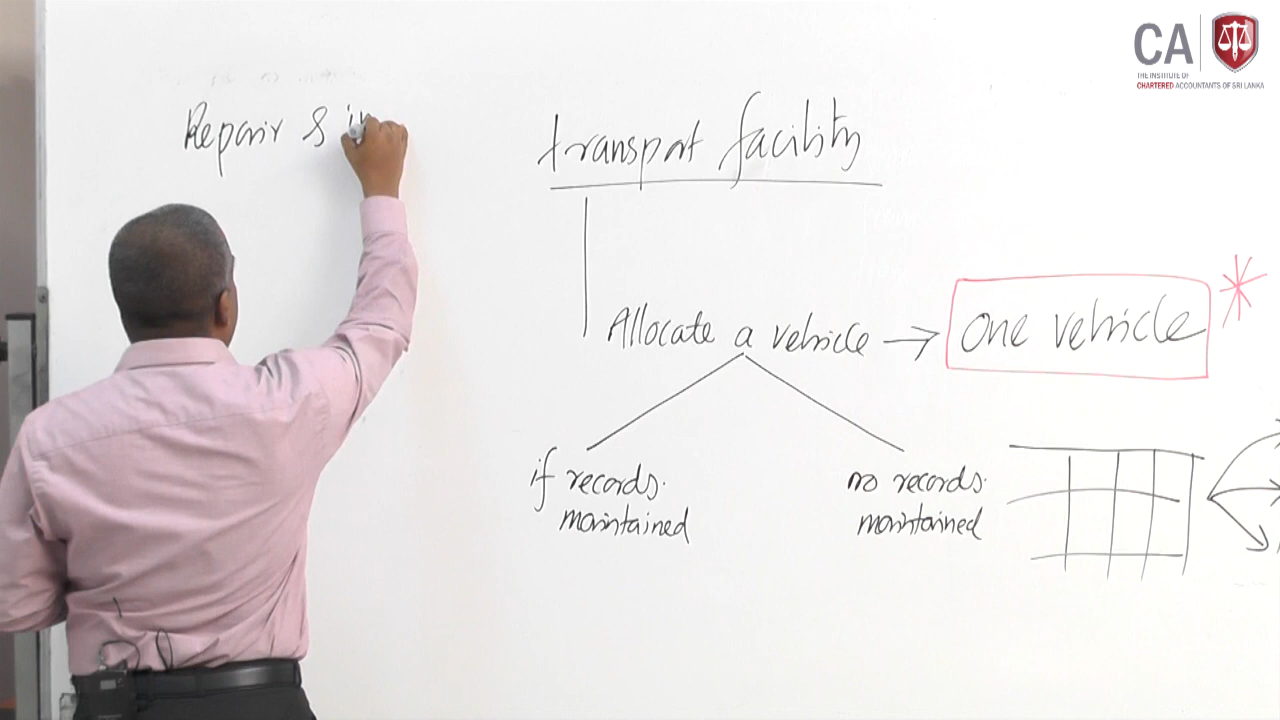 CA
THE INSTITUTE OF
CHARTERED ACCOUNTANTS OF SRI LANKA
Repair & i
transport facility
Allocate a vehicle → one vehicle *
if records maintained
no records maintained